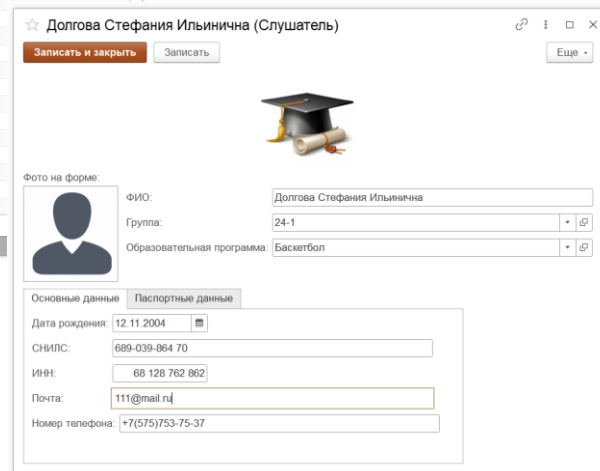 Долгова Стефания Ильинична (Слушатель)
Записать и закрыть Записать Еще
Фото на форме:
ФИО: Долгова Стефания Ильинична
Группа: 24-1
Образовательная программа: Баскетбол
Основные данные Паспортные данные
Дата рождения: 12.11.2004
СНИЛС: 689-039-864 70
ИНН: 68 128 762 862
Почта: 111@mail.ru
Номер телефона: +7(575)753-75-37